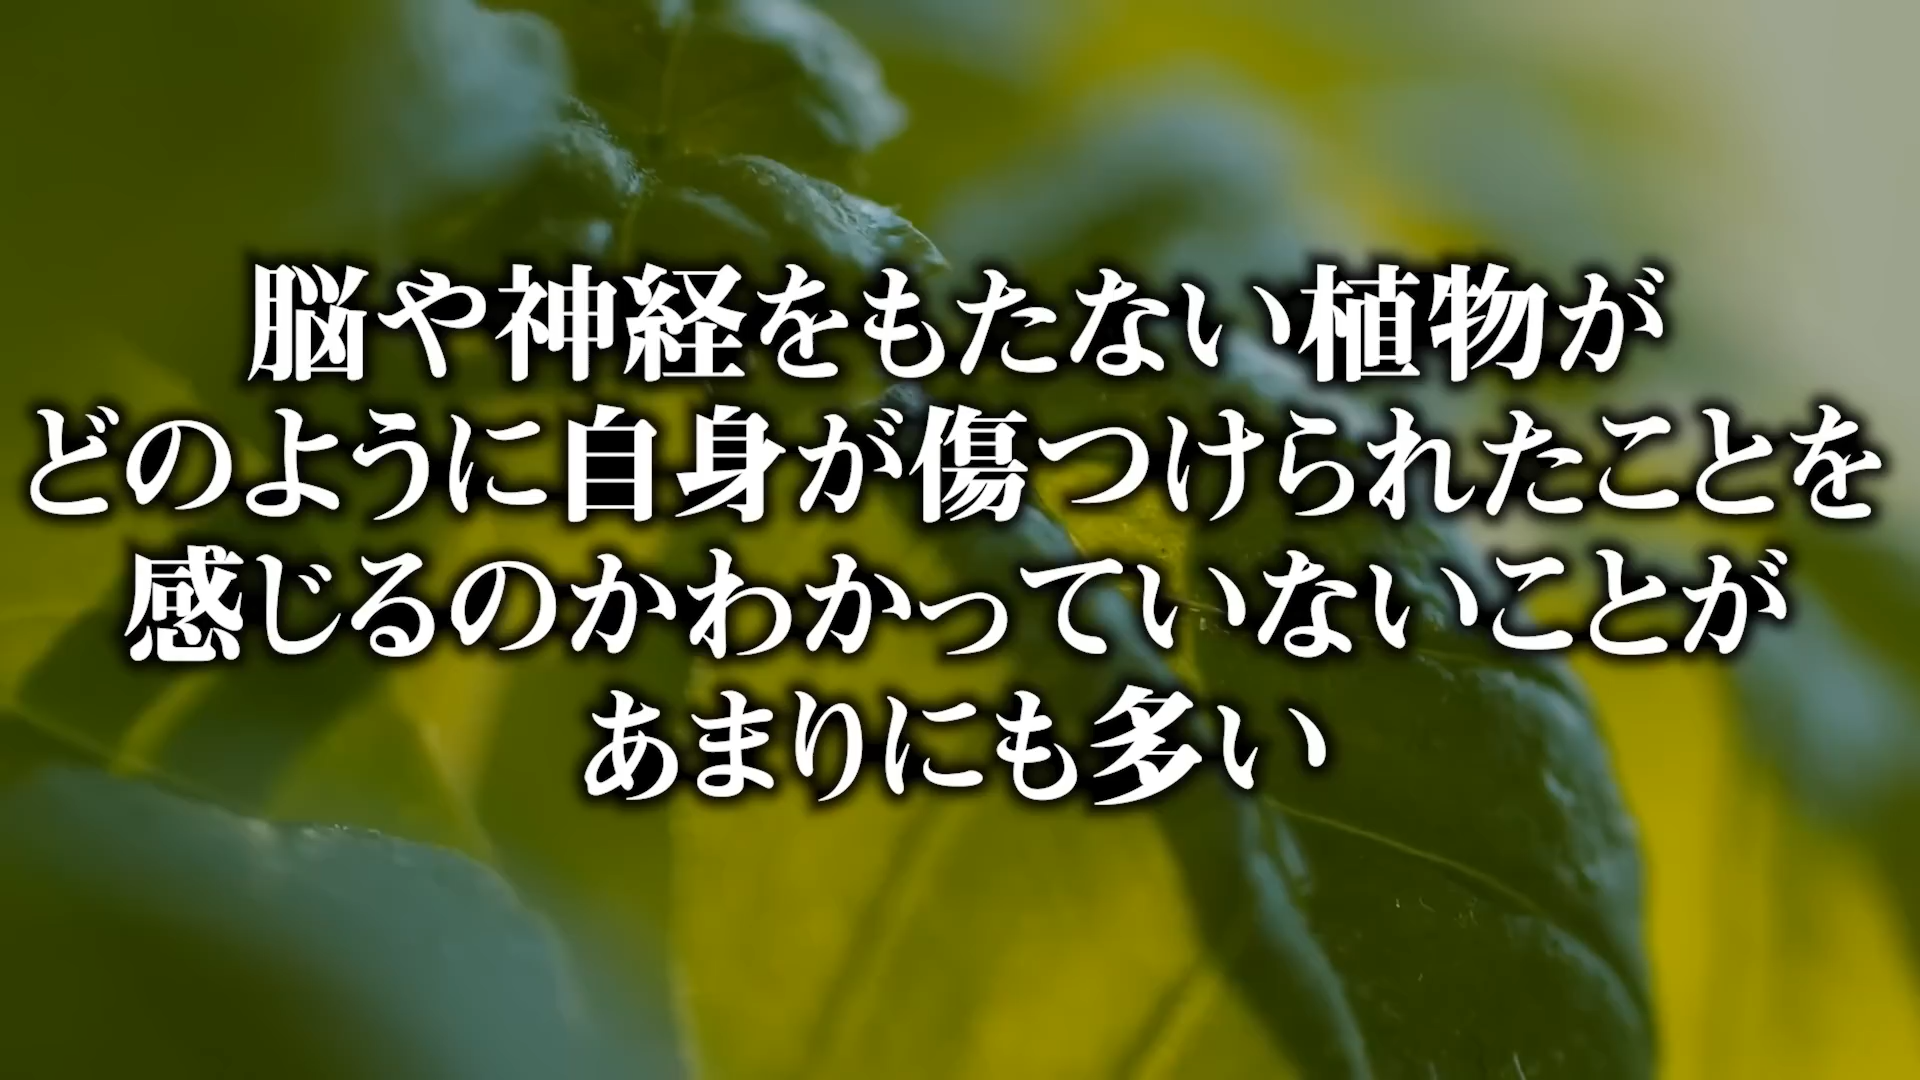 脳や神経をもたない植物が
どのように自身が傷つけられたことを
感じるのかわかっていないことが
あまりにも多い